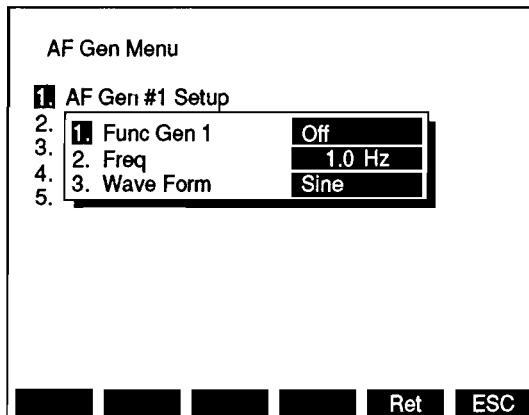 AF Gen Menu
1. AF Gen #1 Setup
2.
3.
4.
5.
1. Func Gen 1 Off
2. Freq 1.0 Hz
3. Wave Form Sine
Ret ESC